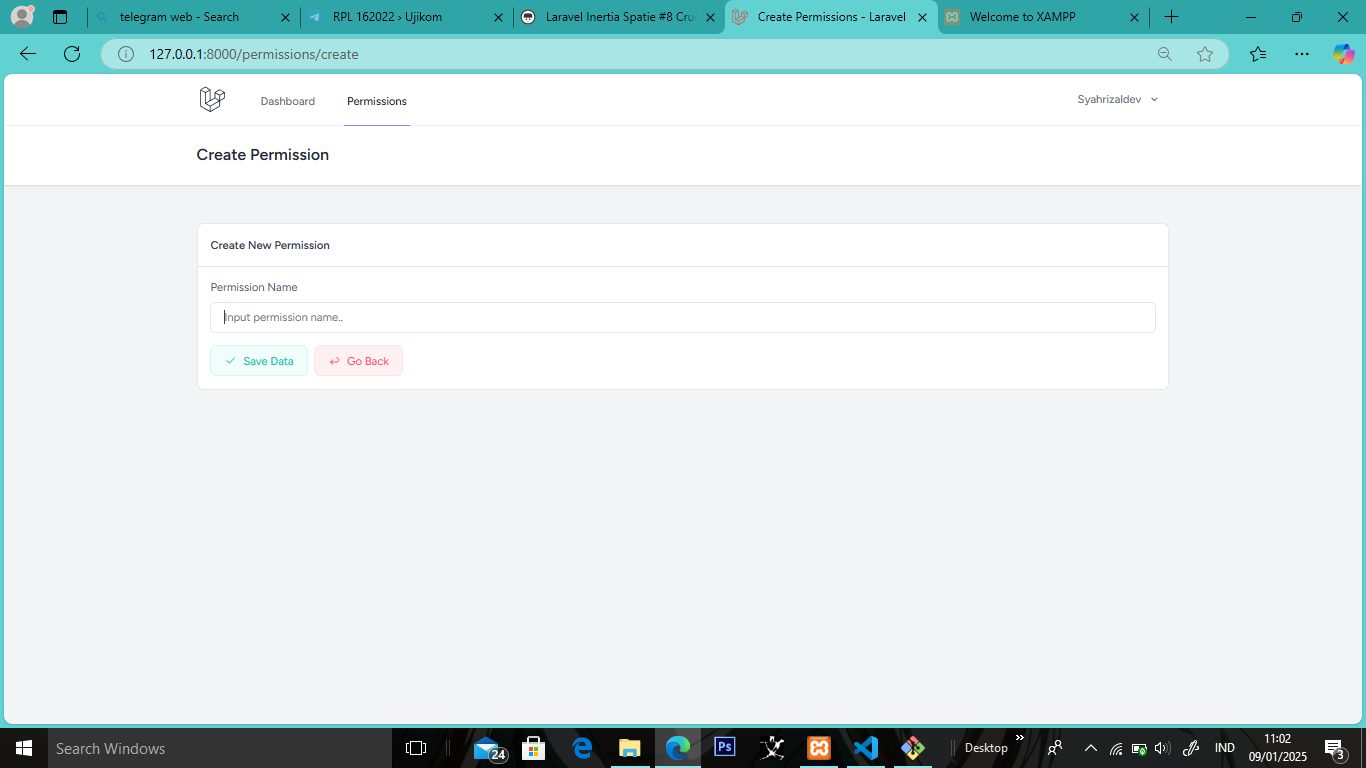 telegram web - Search
RPL 162022 › Ujikom
Laravel Inertia Spatie #8 Cru
Create Permissions - Laravel
Welcome to XAMPP
127.0.0.1:8000/permissions/create
Dashboard
Permissions
Syahrizaldev
Create Permission
Create New Permission
Permission Name
Input permission name..
Save Data
Go Back
Search Windows
24
Ps
Desktop
IND
11:02
09/01/2025
3